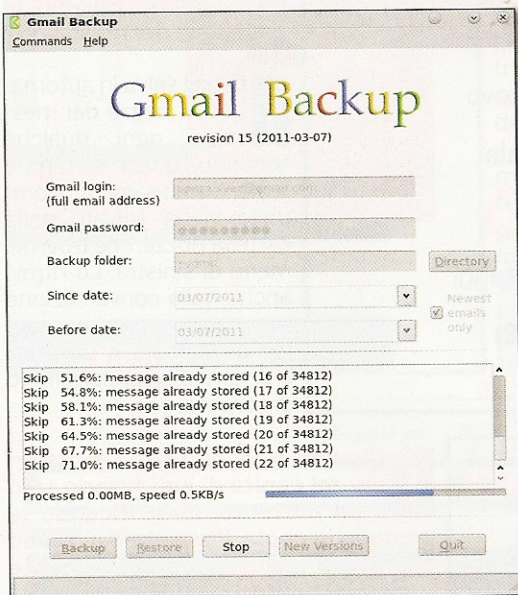 Gmail Backup
Commands Help
Gmail Backup
revision 15 (2011-03-07)
Gmail login:
(full email address)
Gmail password:
Backup folder:
Directory
Since date:
03/07/2011
Newest
emails
only
Before date:
03/07/2011
Skip 51.6%: message already stored (16 of 34812)
Skip 54.8%: message already stored (17 of 34812)
Skip 58.1%: message already stored (18 of 34812)
Skip 61.3%: message already stored (19 of 34812)
Skip 64.5%: message already stored (20 of 34812)
Skip 67.7%: message already stored (21 of 34812)
Skip 71.0%: message already stored (22 of 34812)
Processed 0.00MB, speed 0.5KB/s
Backup Restore Stop New Versions Quit